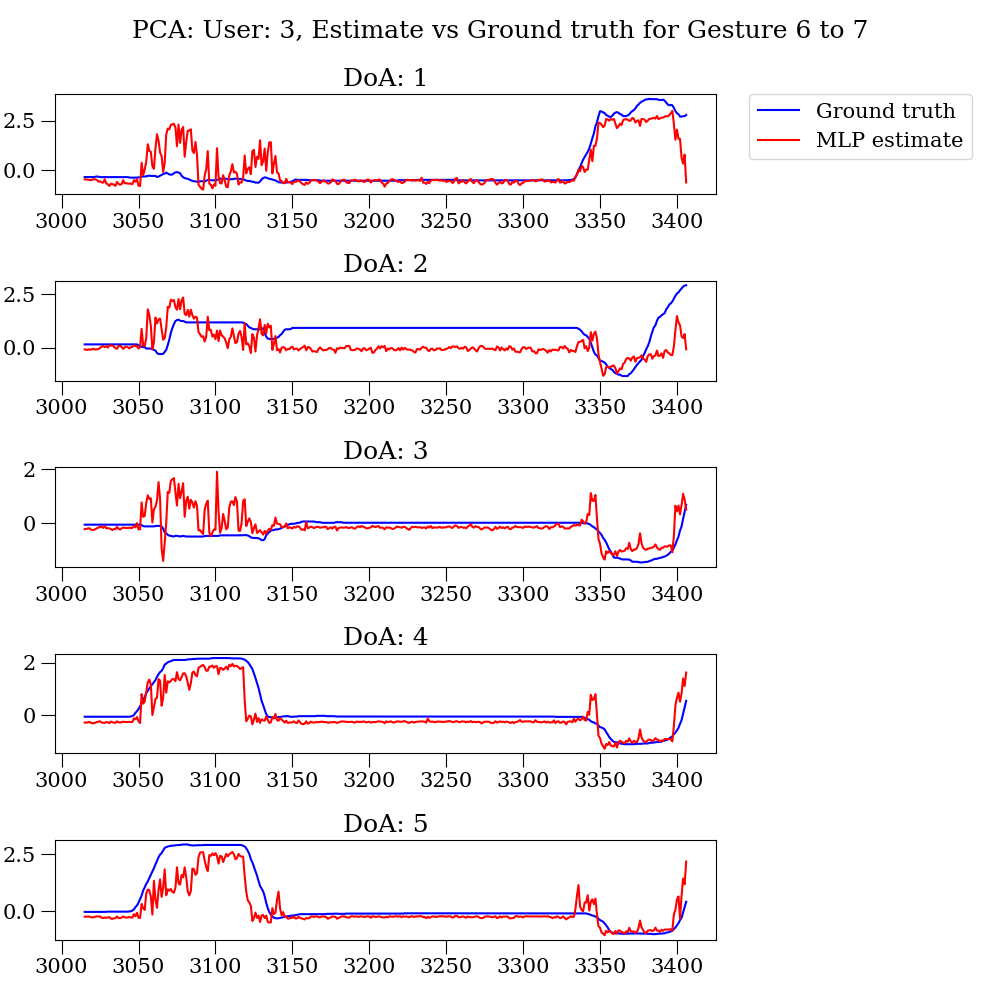 PCA: User: 3, Estimate vs Ground truth for Gesture 6 to 7
DoA: 1
Ground truth
MLP estimate
2.5
0.0
3000 3050 3100 3150 3200 3250 3300 3350 3400
DoA: 2
2.5
0.0
3000 3050 3100 3150 3200 3250 3300 3350 3400
DoA: 3
2
0
3000 3050 3100 3150 3200 3250 3300 3350 3400
DoA: 4
2
0
3000 3050 3100 3150 3200 3250 3300 3350 3400
DoA: 5
2.5
0.0
3000 3050 3100 3150 3200 3250 3300 3350 3400